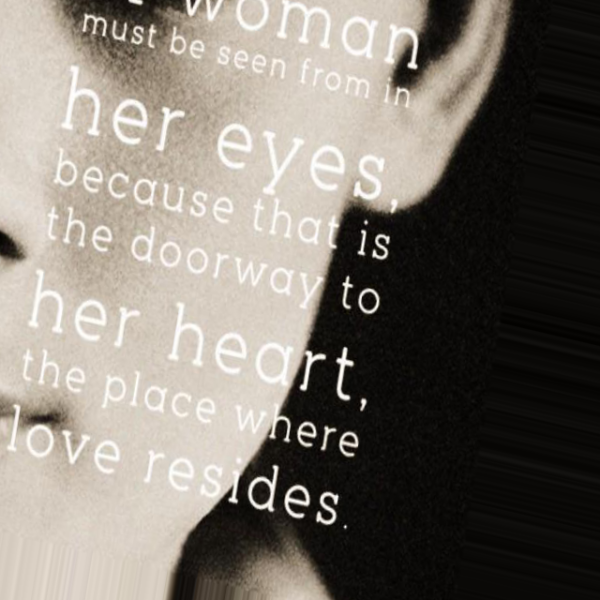 woman
must be seen from in
her eyes,
because that is
the doorway to
her heart,
the place where
love resides.